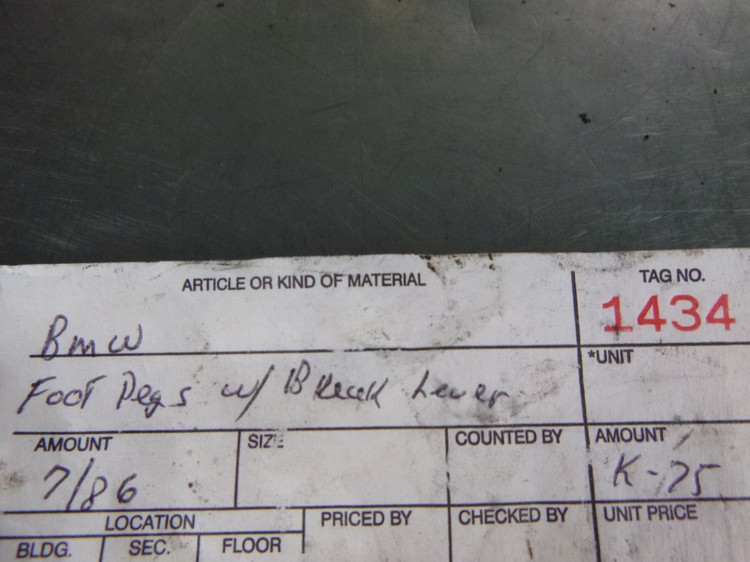 ARTICLE OR KIND OF MATERIAL TAG NO.
Bmw 1434
*UNIT
Foot Pegs w/ Break Lever
AMOUNT SIZE COUNTED BY AMOUNT
7/86 K-75
LOCATION PRICED BY CHECKED BY UNIT PRICE
BLDG. SEC. FLOOR